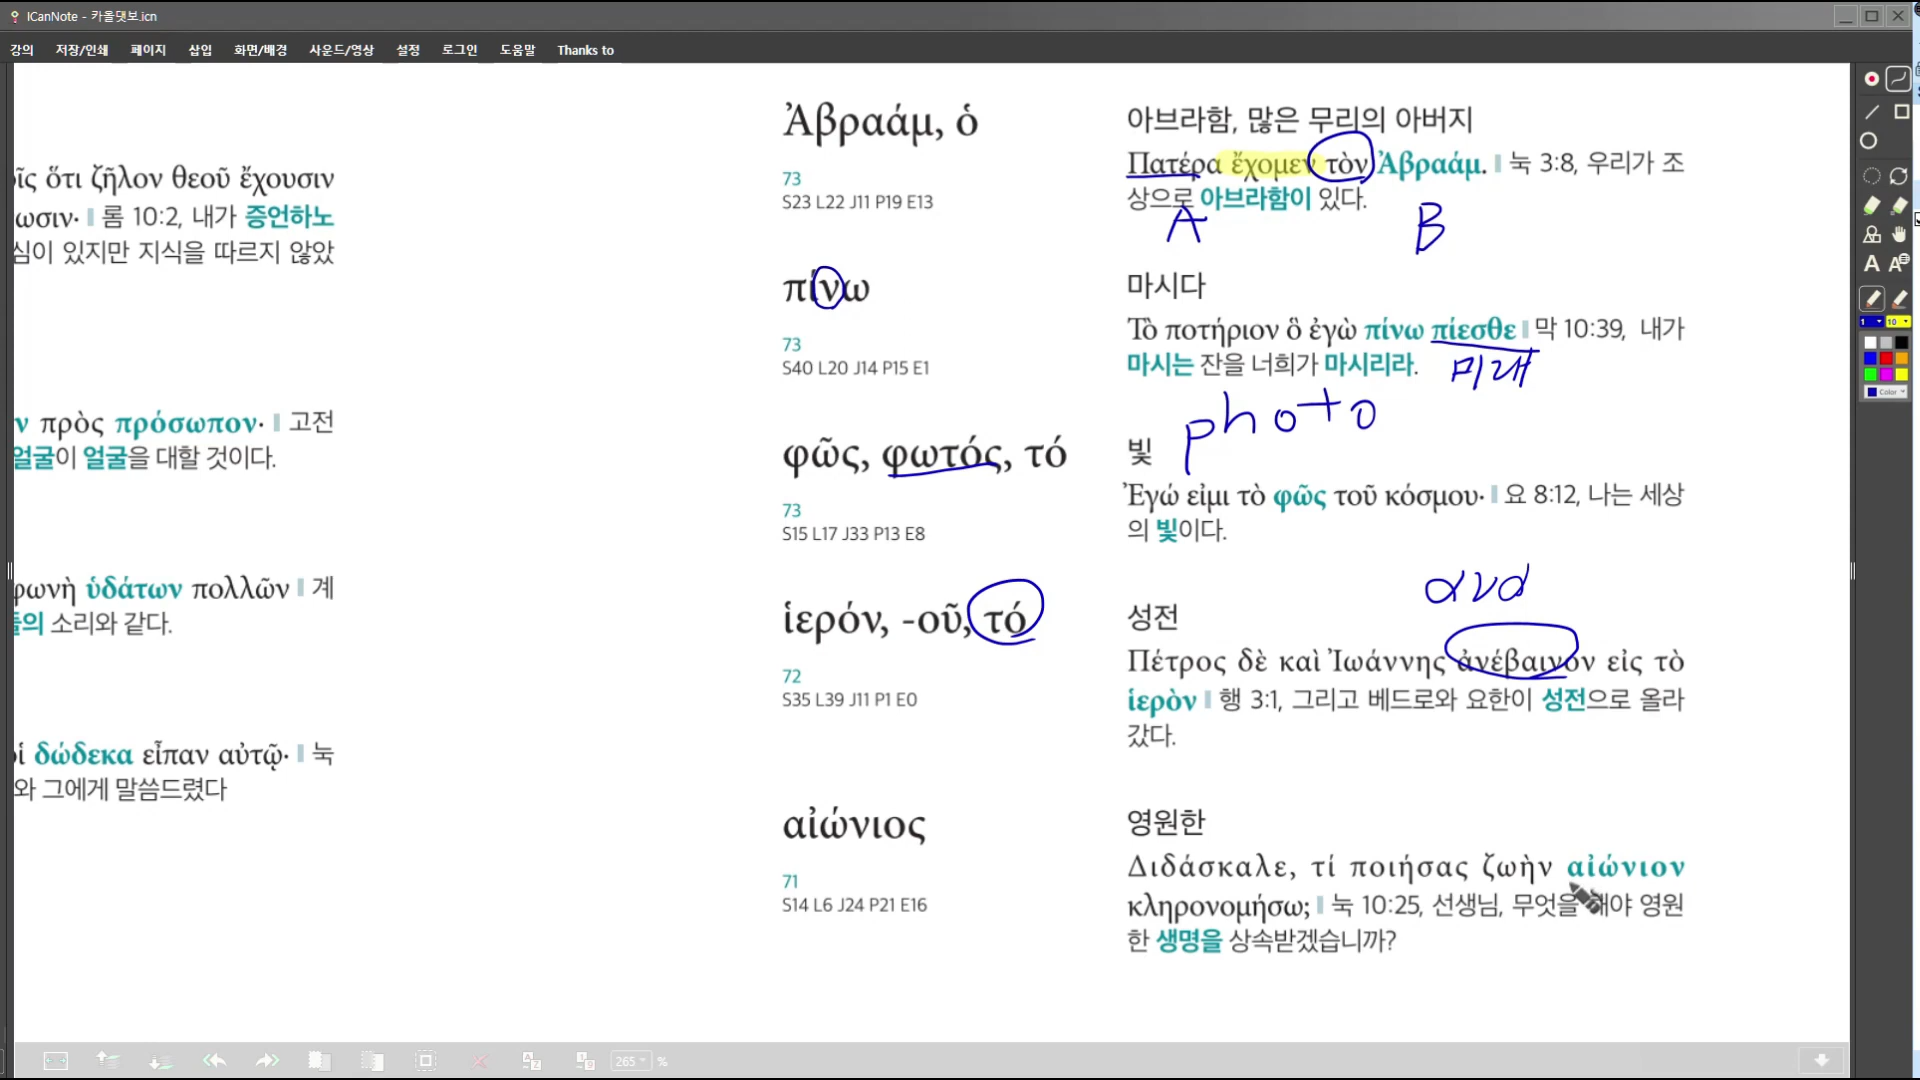 ICanNote - 카올댓보.icn
강의 저장/인쇄 페이지 삽입 화면/배경 사운드/영상 설정 로그인 도움말 Thanks to
ὅτι ζῆλον θεοῦ ἔχουσιν
롬 10:2, 내가 증언하노
심이 있지만 지식을 따르지 않았
πρὸς πρόσωπον· 고전
얼굴이 얼굴을 대할 것이다.
φωνὴ ὑδάτων πολλῶν 계
들의 소리와 같다.
οἱ δώδεκα εἶπαν αὐτῷ· 눅
와 그에게 말씀드렸다
Ἀβραάμ, ὁ
73
S23 L22 J11 P19 E13
아브라함, 많은 무리의 아버지
Πατέρα ἔχομεν τὸν Ἀβραάμ. 눅 3:8, 우리가 조
상으로 아브라함이 있다.
A B
πίνω
73
S40 L20 J14 P15 E1
마시다
Τὸ ποτήριον ὃ ἐγὼ πίνω πίεσθε 막 10:39, 내가
마시는 잔을 너희가 마시리라.
미래
photo
φῶς, φωτός, τό
73
S15 L17 J33 P13 E8
빛
Ἐγώ εἰμι τὸ φῶς τοῦ κόσμου· 요 8:12, 나는 세상
의 빛이다.
ανα
ἱερόν, -οῦ, τό
72
S35 L39 J11 P1 E0
성전
Πέτρος δὲ καὶ Ἰωάννης ἀνέβαινον εἰς τὸ
ἱερὸν 행 3:1, 그리고 베드로와 요한이 성전으로 올라
갔다.
αἰώνιος
71
S14 L6 J24 P21 E16
영원한
Διδάσκαλε, τί ποιήσας ζωὴν αἰώνιον
κληρονομήσω; 눅 10:25, 선생님, 무엇을 해야 영원
한 생명을 상속받겠습니까?
1 10
Color
265 %